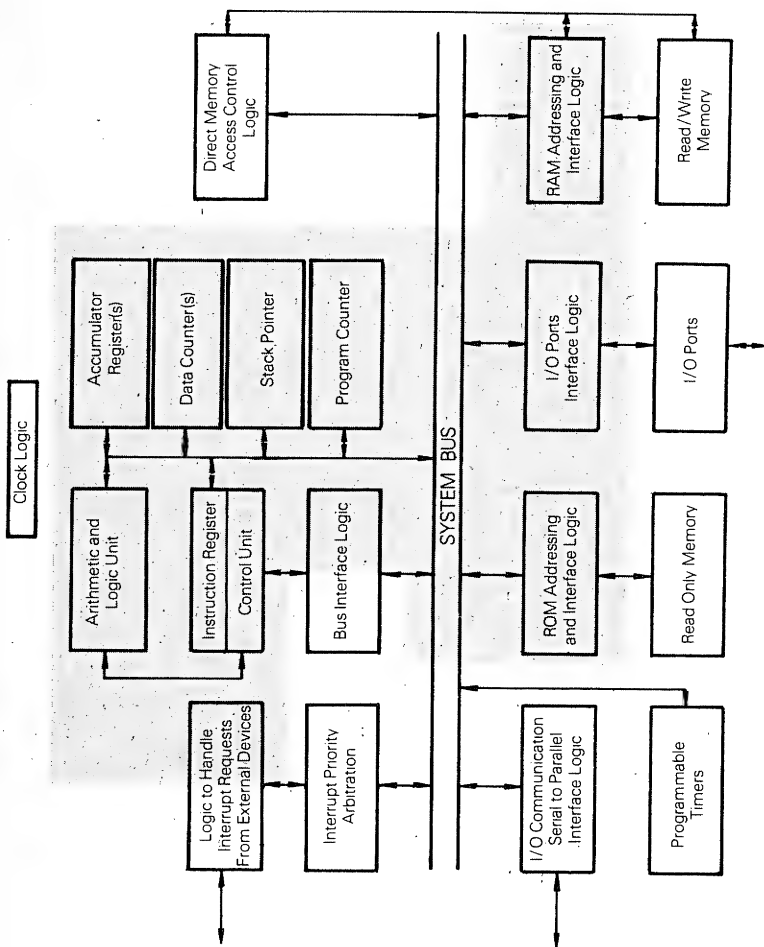 Clock Logic
Arithmetic and
Logic Unit
Accumulator
Register(s)
Data Counter(s)
Stack Pointer
Program Counter
Instruction Register
Control Unit
Bus Interface Logic
Logic to Handle
Interrupt Requests
From External Devices
Interrupt Priority
Arbitration
Direct Memory
Access Control
Logic
SYSTEM BUS
I/O Communication
Serial to Parallel
Interface Logic
Programmable
Timers
ROM Addressing
and Interface Logic
Read Only Memory
I/O Ports
Interface Logic
I/O Ports
RAM Addressing and
Interface Logic
Read/Write
Memory